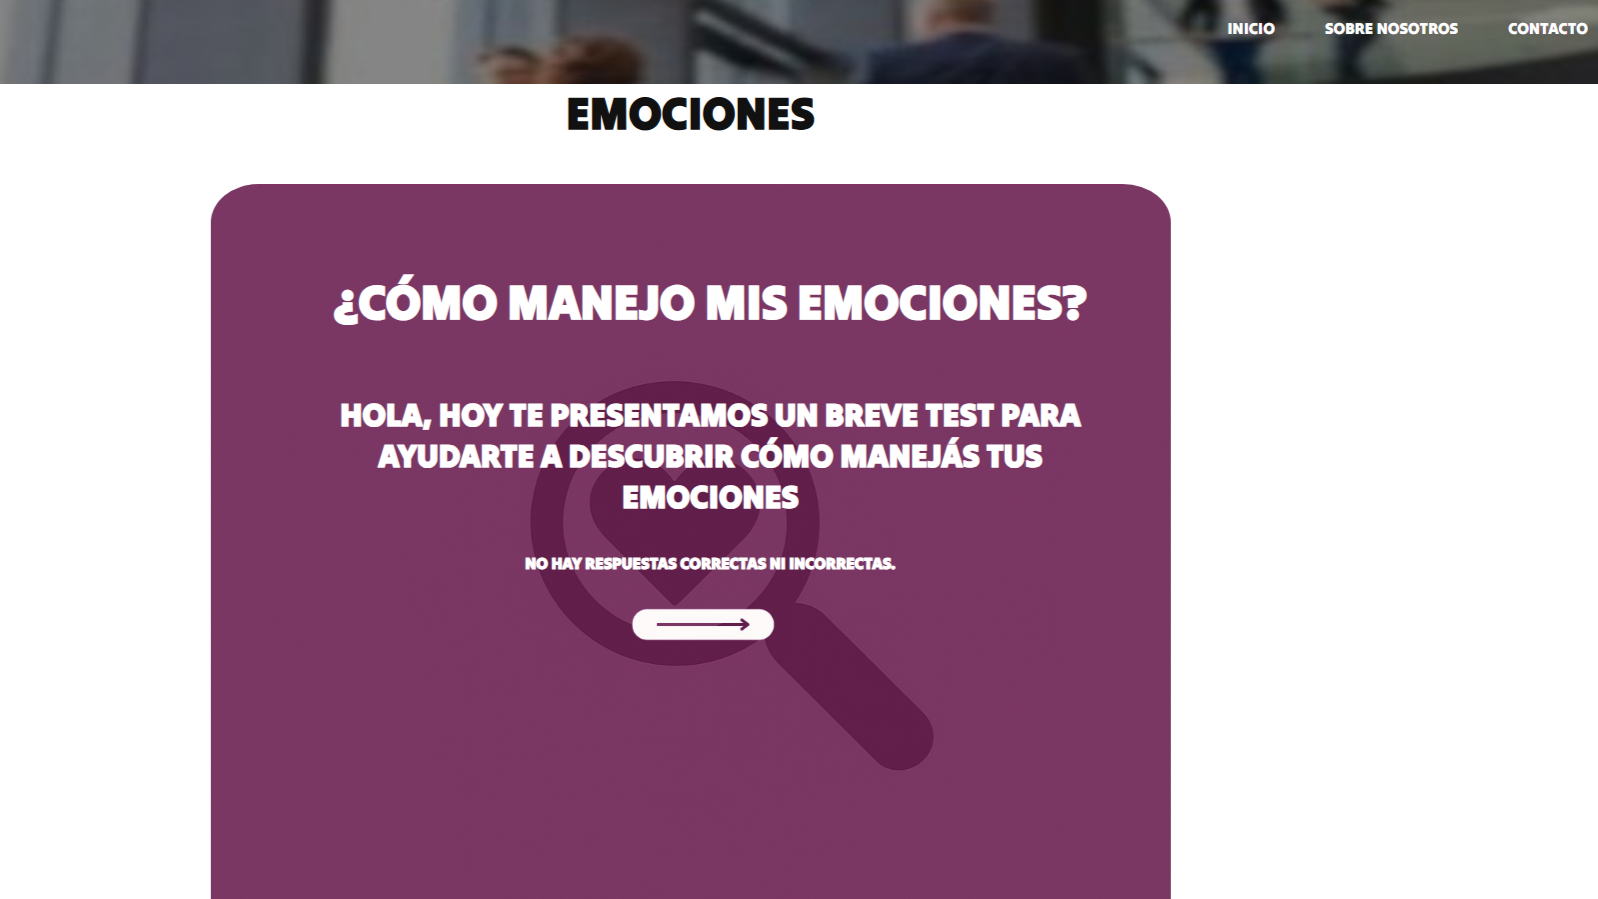 INICIO SOBRE NOSOTROS CONTACTO
EMOCIONES
¿CÓMO MANEJO MIS EMOCIONES?
HOLA, HOY TE PRESENTAMOS UN BREVE TEST PARA
AYUDARTE A DESCUBRIR CÓMO MANEJÁS TUS
EMOCIONES
NO HAY RESPUESTAS CORRECTAS NI INCORRECTAS.